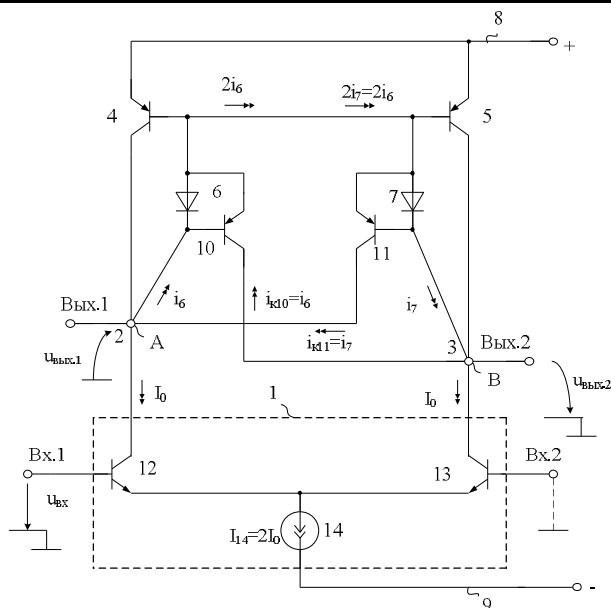 8
+
2i6
2i7=2i6
4
5
6
7
10
11
Вых.1
i6
iк10=i6
i7
2
А
iк11=i7
3
Вых.2
В
uвых.1
uвых.2
I0
1
I0
Вх.1
12
13
Вх.2
uвх
I14=2I0
14
-
9